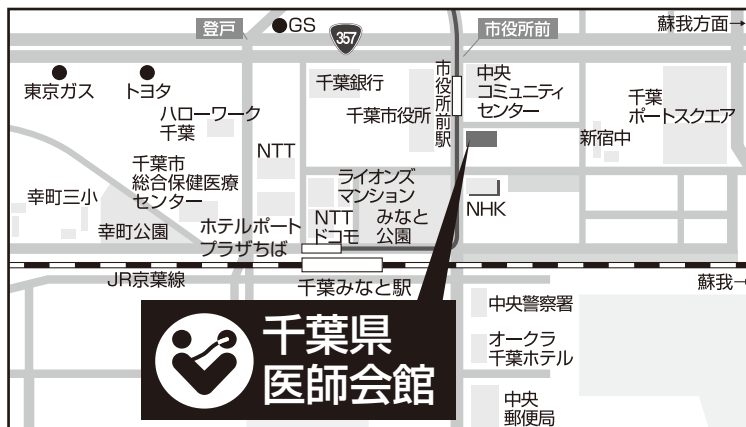 登戸
GS
357
市役所前
蘇我方面→
東京ガス
トヨタ
千葉銀行
市役所前駅
中央
コミュニティ
センター
千葉
ポートスクエア
ハローワーク
千葉
千葉市役所
新宿中
NTT
千葉市
総合保健医療
センター
ライオンズ
マンション
幸町三小
NHK
幸町公園
ホテルポート
プラザちば
NTT
ドコモ
みなと
公園
JR京葉線
千葉みなと駅
蘇我→
中央警察署
千葉県
医師会館
オークラ
千葉ホテル
中央
郵便局